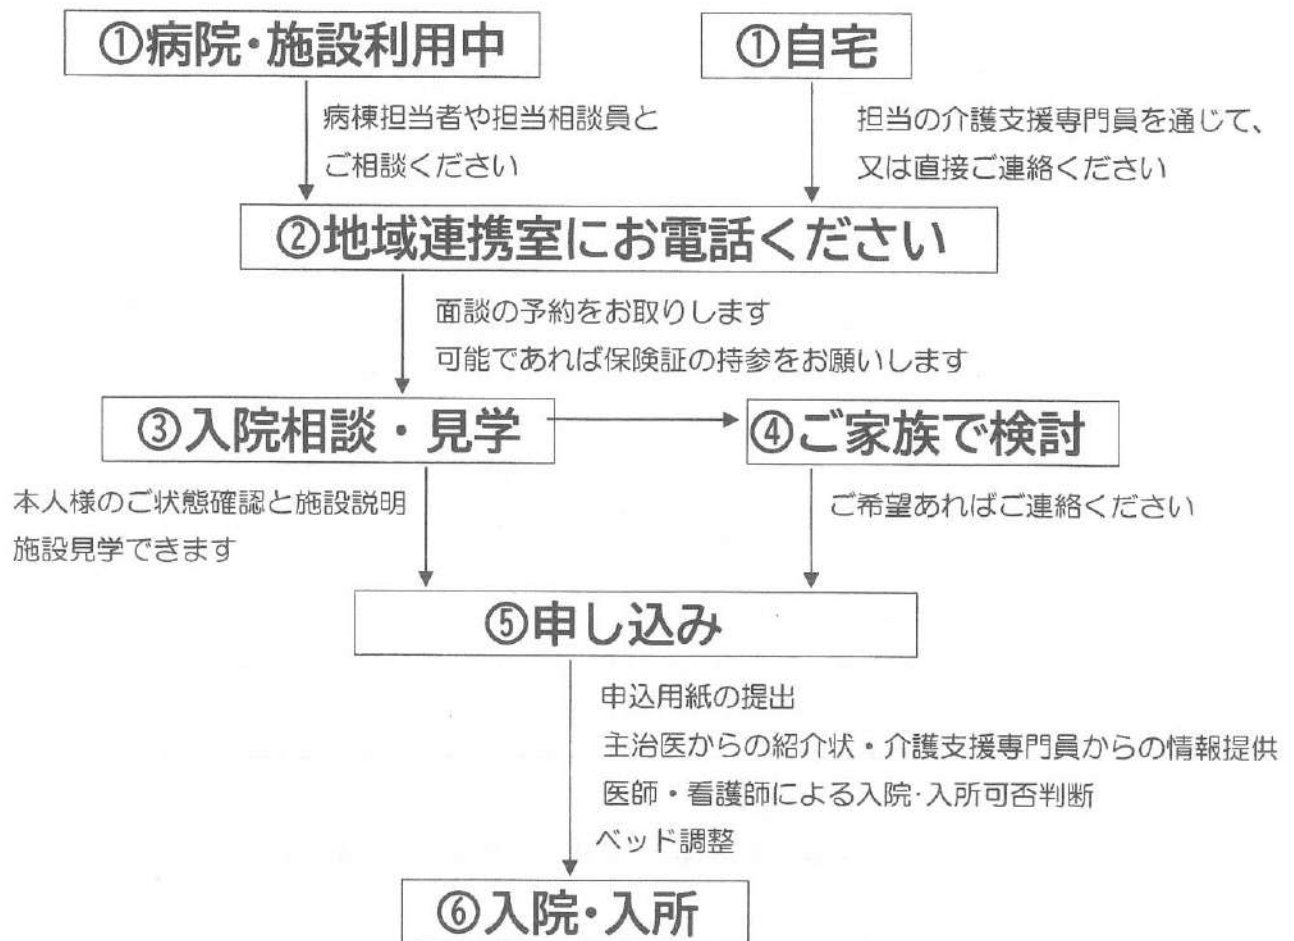 ①病院・施設利用中
①自宅
病棟担当者や担当相談員と
ご相談ください
担当の介護支援専門員を通じて、
又は直接ご連絡ください
②地域連携室にお電話ください
面談の予約をお取りします
可能であれば保険証の持参をお願いします
③入院相談・見学
④ご家族で検討
本人様のご状態確認と施設説明
施設見学できます
ご希望あればご連絡ください
⑤申し込み
申込用紙の提出
主治医からの紹介状・介護支援専門員からの情報提供
医師・看護師による入院・入所可否判断
ベッド調整
⑥入院・入所